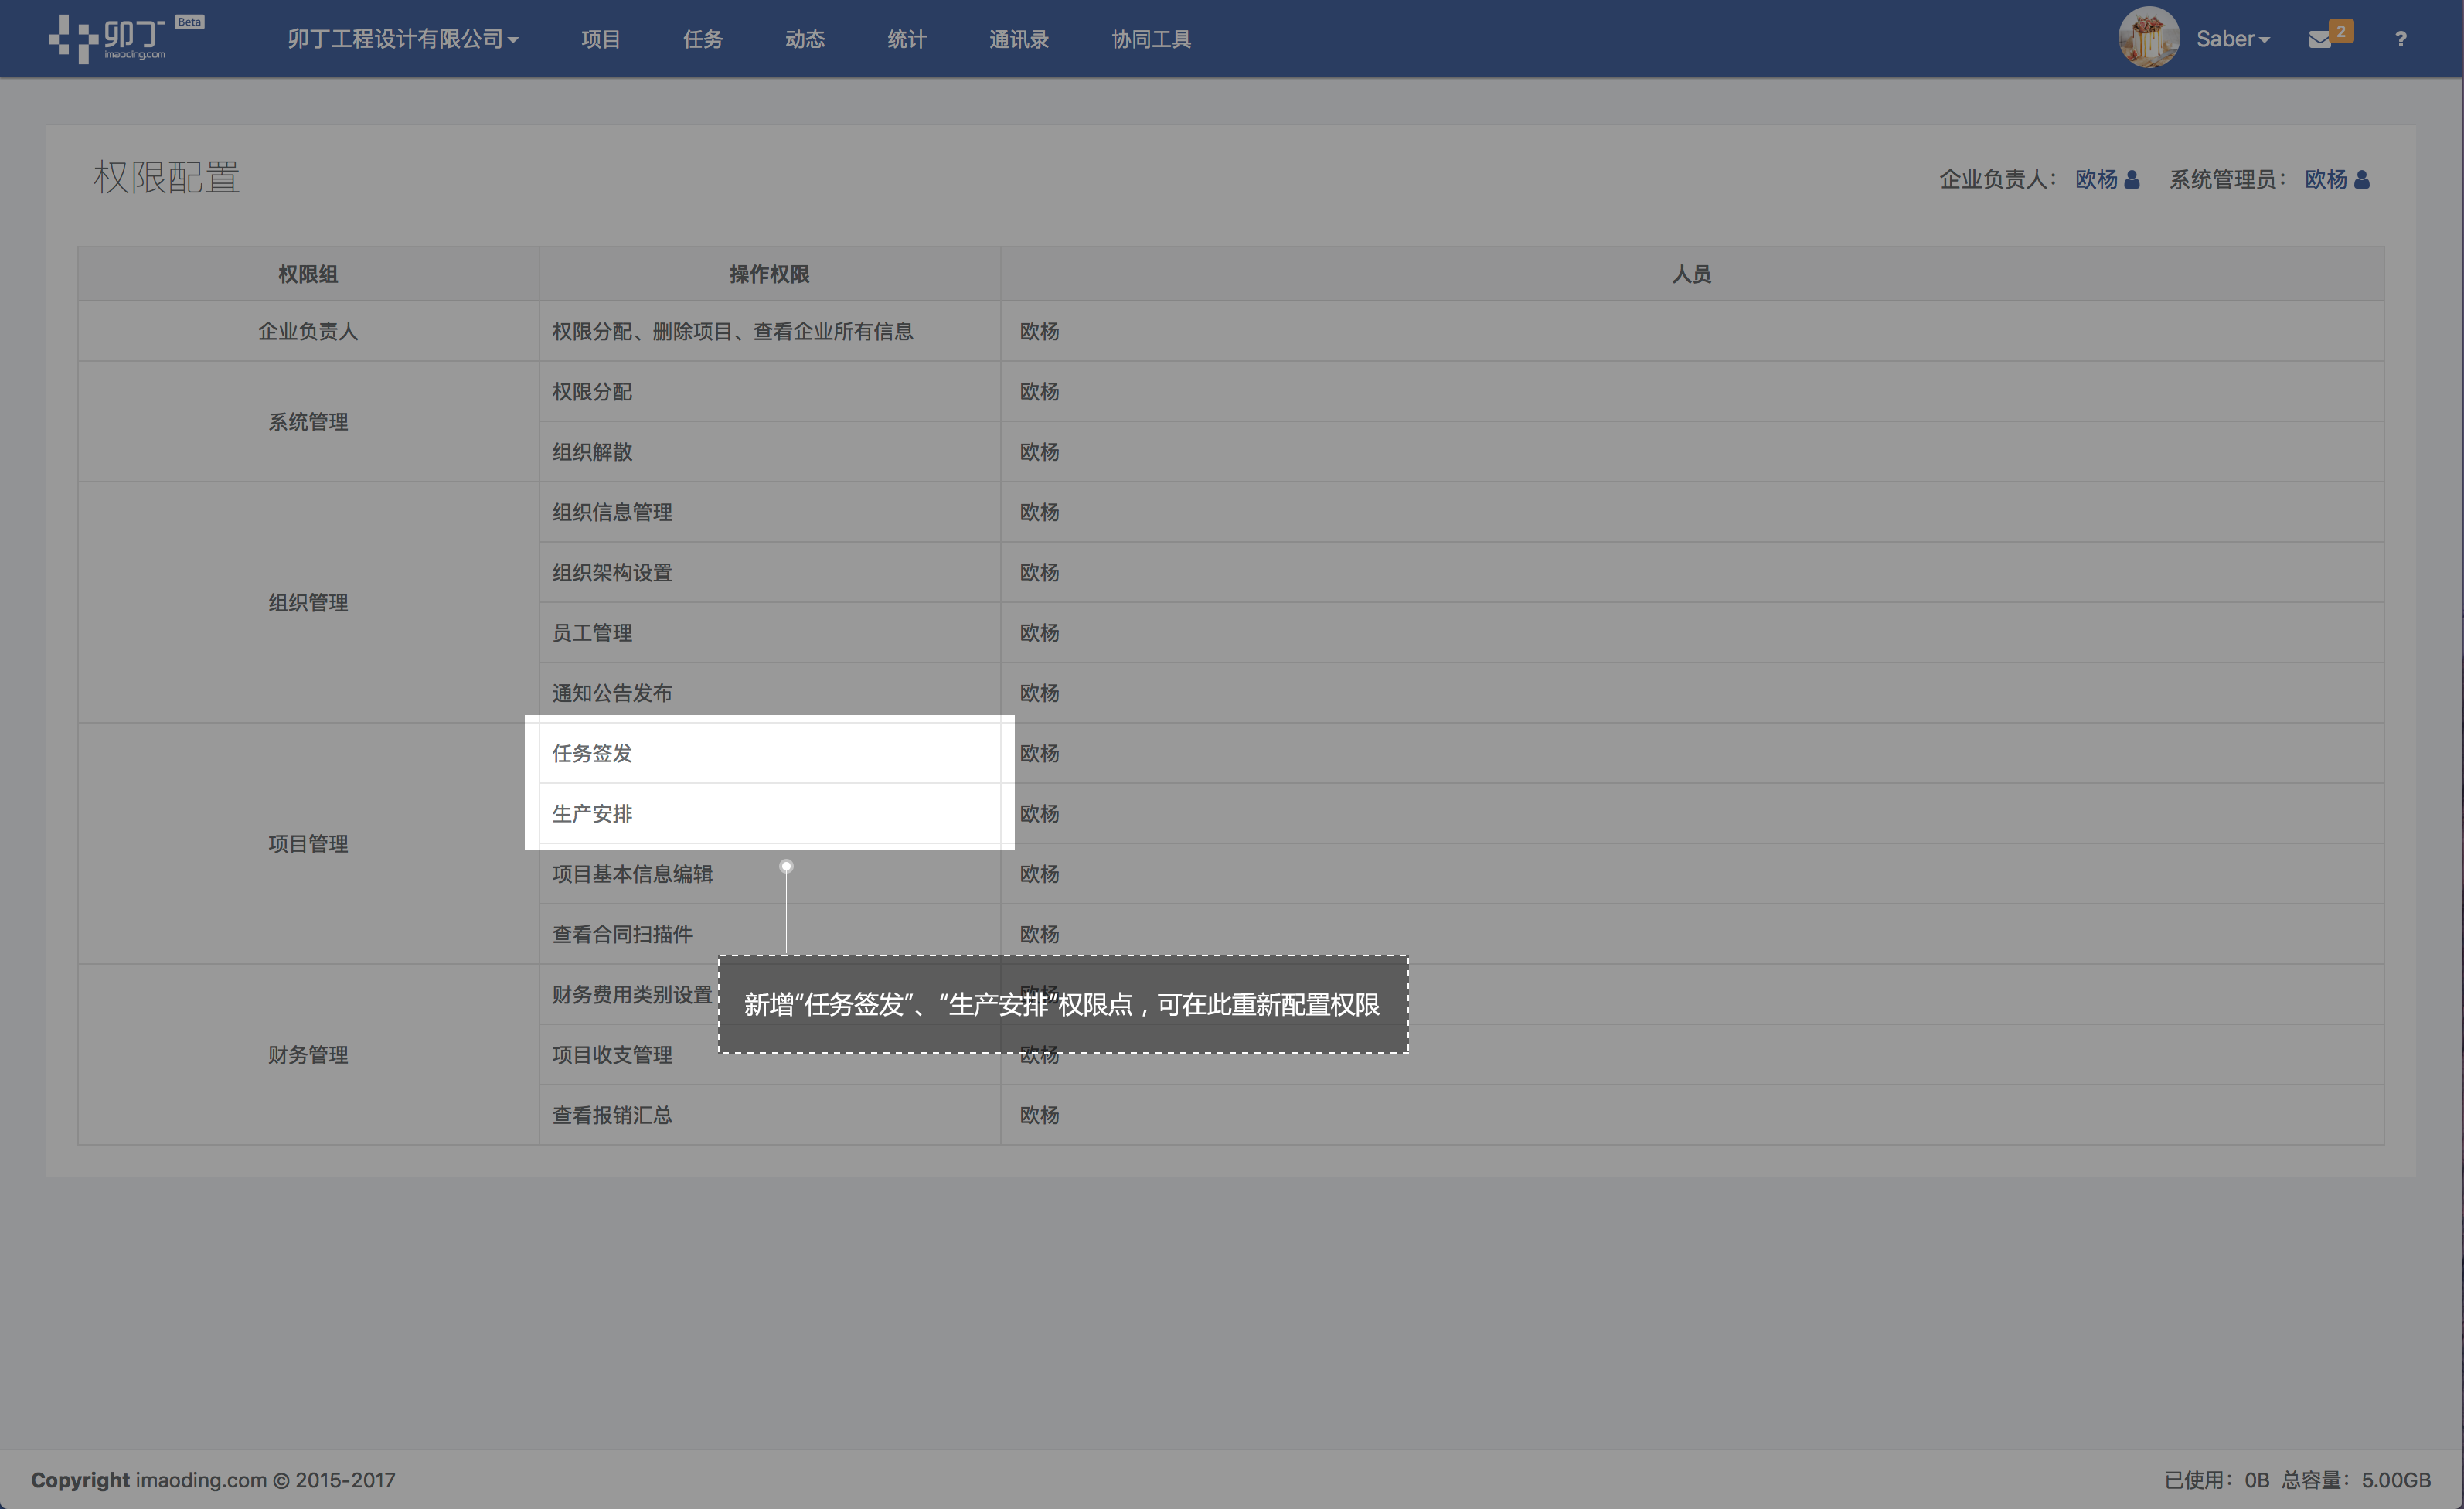 卯丁 Beta
imaoding.com
卯丁工程设计有限公司 项目 任务 动态 统计 通讯录 协同工具 Saber 2 ?
权限配置 企业负责人： 欧杨 系统管理员： 欧杨
权限组 操作权限 人员
企业负责人 权限分配、删除项目、查看企业所有信息 欧杨
系统管理 权限分配 欧杨
组织解散 欧杨
组织管理 组织信息管理 欧杨
组织架构设置 欧杨
员工管理 欧杨
通知公告发布 欧杨
项目管理 任务签发 欧杨
生产安排 欧杨
项目基本信息编辑 欧杨
查看合同扫描件 欧杨
财务管理 财务费用类别设置 欧杨
新增“任务签发”、“生产安排”权限点，可在此重新配置权限
项目收支管理 欧杨
查看报销汇总 欧杨
Copyright imaoding.com © 2015-2017 已使用：0B 总容量：5.00GB